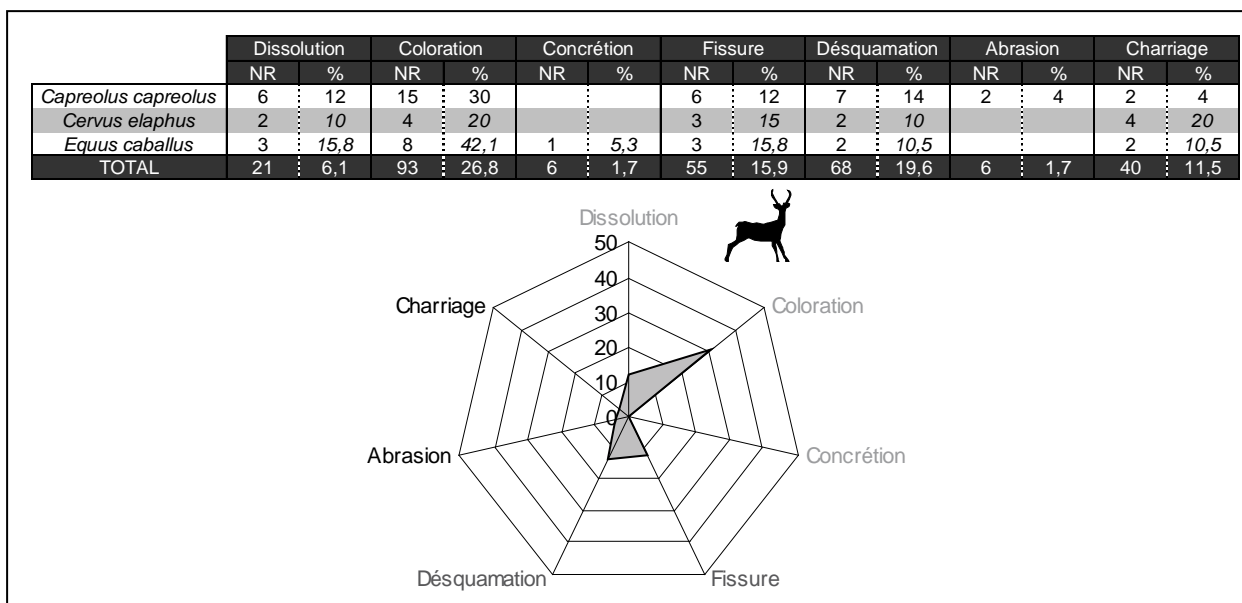 Dissolution Coloration Concrétion Fissure Désquamation Abrasion Charriage
NR % NR % NR % NR % NR % NR % NR %
Capreolus capreolus 6 12 15 30 6 12 7 14 2 4 2 4
Cervus elaphus 2 10 4 20 3 15 2 10 4 20
Equus caballus 3 15,8 8 42,1 1 5,3 3 15,8 2 10,5 2 10,5
TOTAL 21 6,1 93 26,8 6 1,7 55 15,9 68 19,6 6 1,7 40 11,5
Dissolution
50
40
Charriage Coloration
30
20
10
0
Abrasion Concrétion
Désquamation Fissure